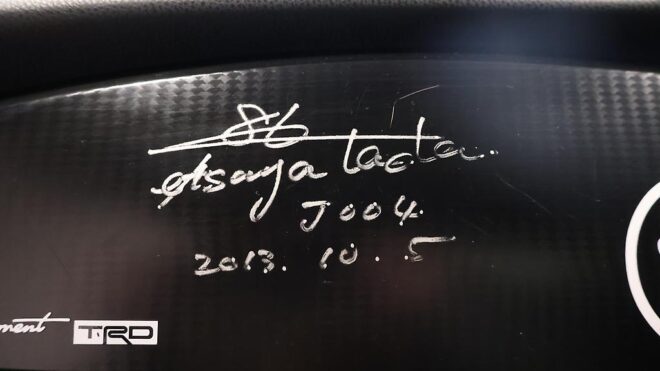 86
Tetsuya Tada.
J004.
2013. 10. 5
ment TRD